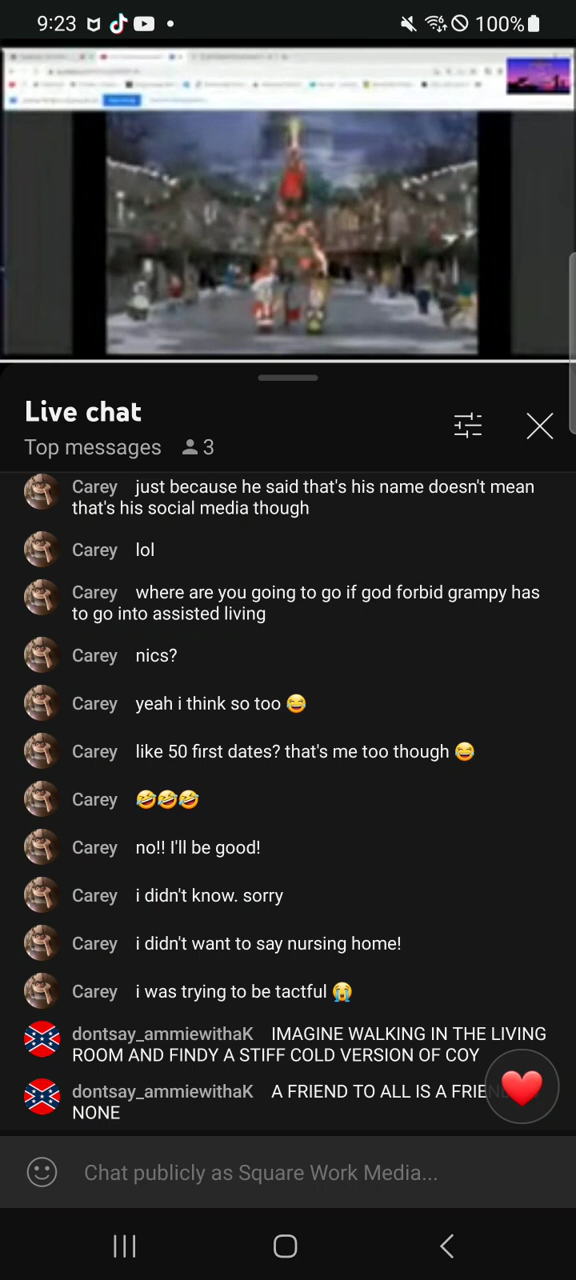 9:23
100%
Live chat
Top messages 3
Carey just because he said that's his name doesn't mean
that's his social media though
Carey lol
Carey where are you going to go if god forbid grampy has
to go into assisted living
Carey nics?
Carey yeah i think so too 😂
Carey like 50 first dates? that's me too though 😂
Carey 🤣🤣🤣
Carey no!! I'll be good!
Carey i didn't know. sorry
Carey i didn't want to say nursing home!
Carey i was trying to be tactful 😭
dontsay_ammiewithaK IMAGINE WALKING IN THE LIVING
ROOM AND FINDY A STIFF COLD VERSION OF COY
dontsay_ammiewithaK A FRIEND TO ALL IS A
NONE
Chat publicly as Square Work Media...